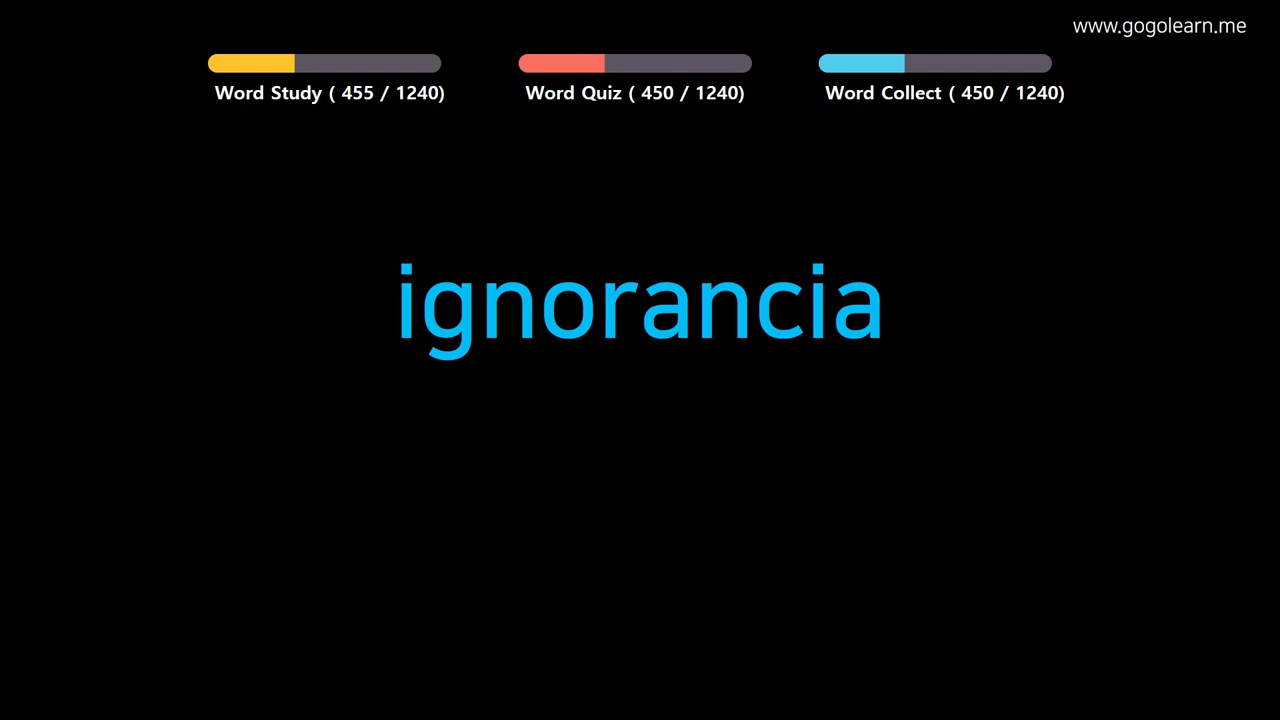 www.gogolearn.me
Word Study ( 455 / 1240)
Word Quiz ( 450 / 1240)
Word Collect ( 450 / 1240)
ignorancia